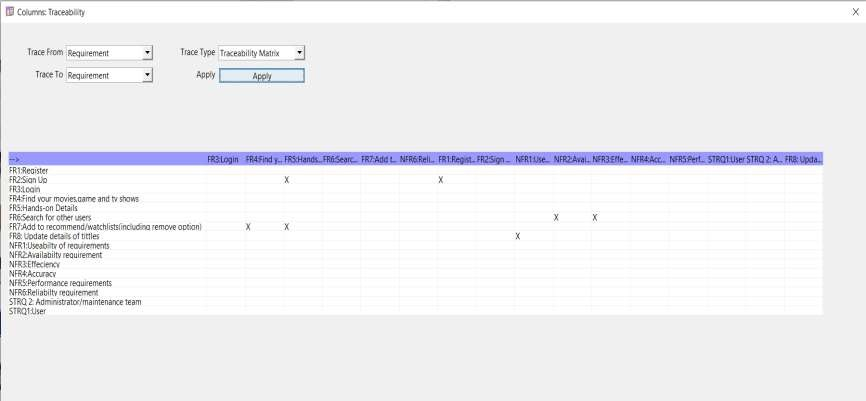 Columns: Traceability X
Trace From Requirement Trace Type Traceability Matrix
Trace To Requirement Apply Apply
--> FR3:Login FR4:Find y... FR5:Hands... FR6:Searc... FR7:Add t... NFR6:Reli... FR1:Regist... FR2:Sign ... NFR1:Use... NFR2:Avai... NFR3:Effe... NFR4:Acc... NFR5:Perf... STRQ1:User STRQ 2: A... FR8: Upda...
FR1:Register
FR2:Sign Up X X
FR3:Login
FR4:Find your movies,game and tv shows
FR5:Hands-on Details
FR6:Search for other users X X
FR7:Add to recommend/watchlists(including remove option) X X
FR8: Update details of tittles X
NFR1:Useabilty of requirements
NFR2:Availabilty requirement
NFR3:Effeciency
NFR4:Accuracy
NFR5:Performance requirements
NFR6:Reliabilty requirement
STRQ 2: Administrator/maintenance team
STRQ1:User